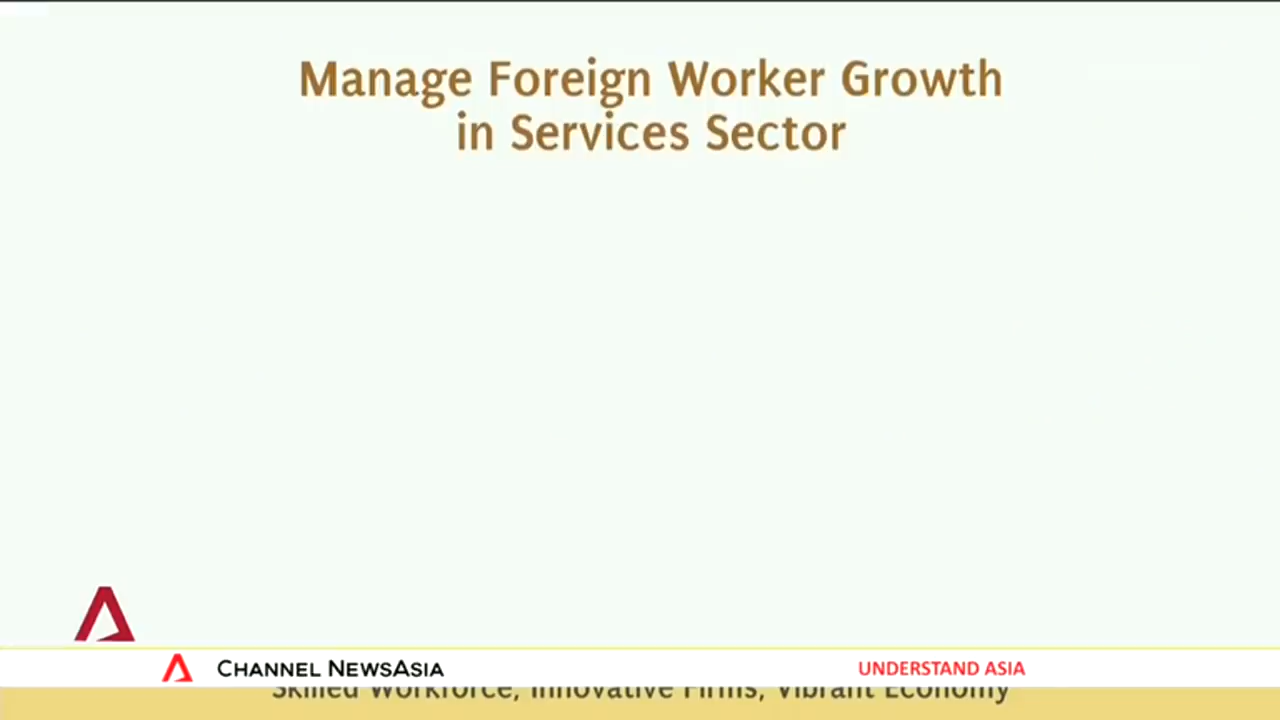 Manage Foreign Worker Growth
in Services Sector
CHANNEL NEWSASIA
UNDERSTAND ASIA
Skilled Workforce, Innovative Firms, Vibrant Economy